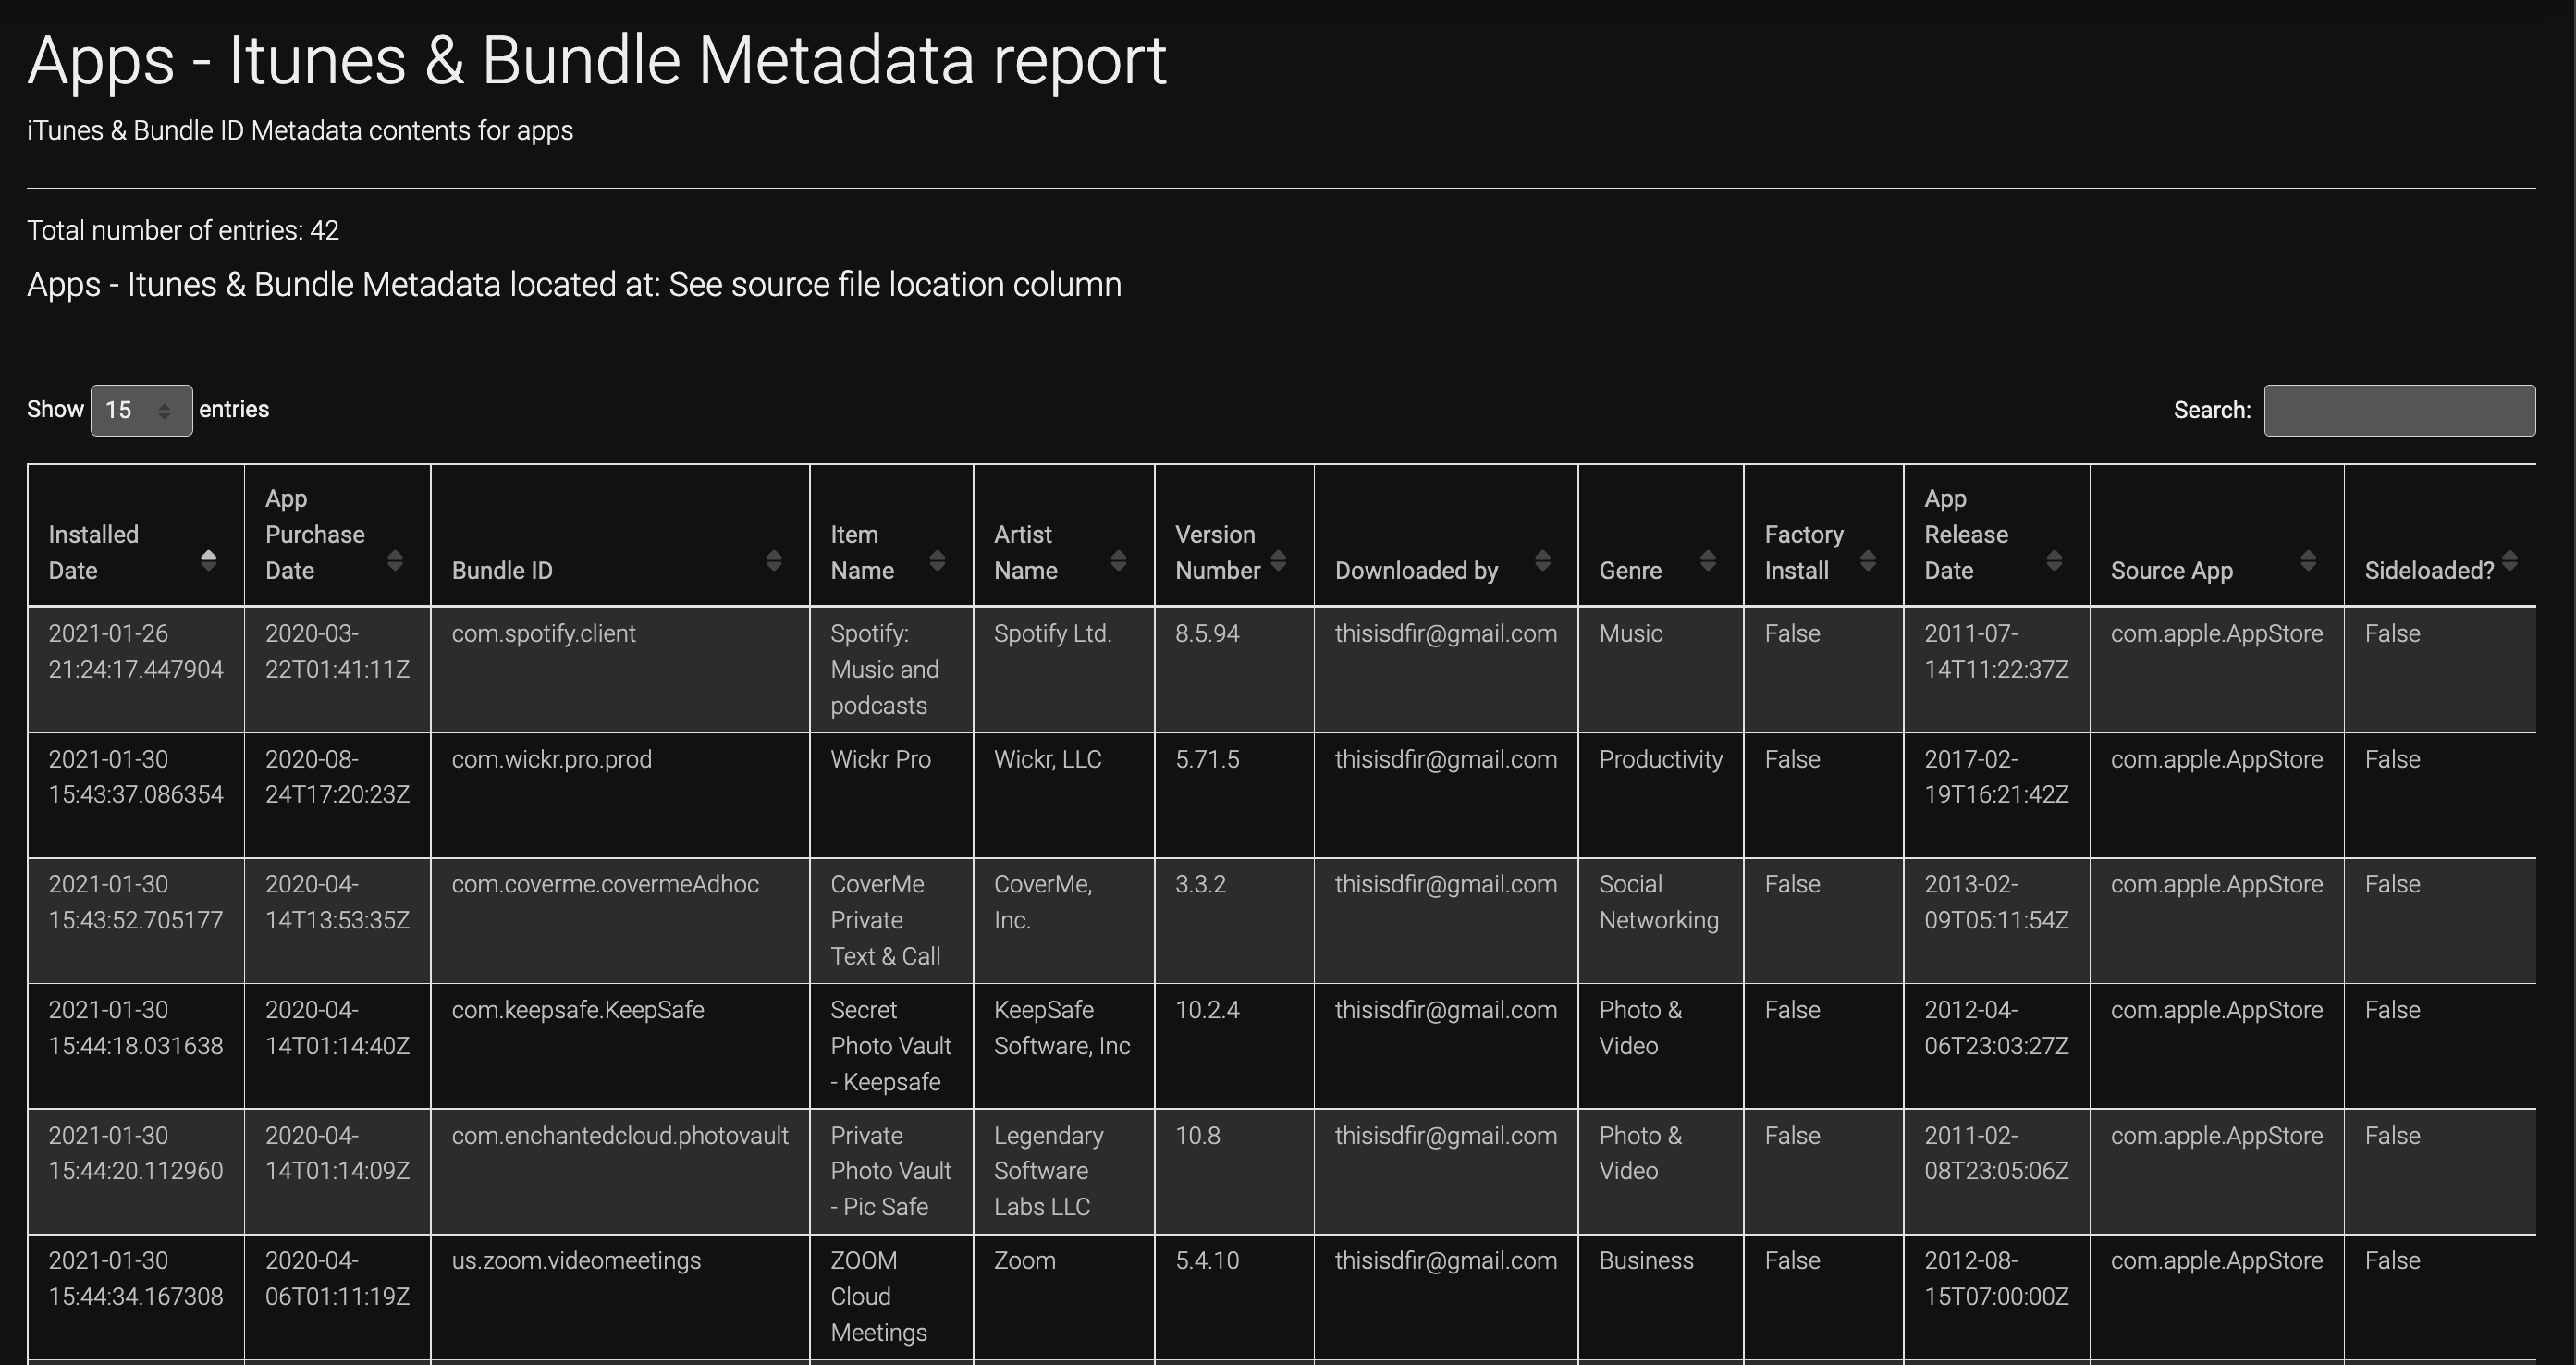 Apps - Itunes & Bundle Metadata report
iTunes & Bundle ID Metadata contents for apps
Total number of entries: 42
Apps - Itunes & Bundle Metadata located at: See source file location column
Show 15 entries
Search:
Installed Date
App Purchase Date
Bundle ID
Item Name
Artist Name
Version Number
Downloaded by
Genre
Factory Install
App Release Date
Source App
Sideloaded?
2021-01-26 21:24:17.447904
2020-03-22T01:41:11Z
com.spotify.client
Spotify: Music and podcasts
Spotify Ltd.
8.5.94
thisisdfir@gmail.com
Music
False
2011-07-14T11:22:37Z
com.apple.AppStore
False
2021-01-30 15:43:37.086354
2020-08-24T17:20:23Z
com.wickr.pro.prod
Wickr Pro
Wickr, LLC
5.71.5
thisisdfir@gmail.com
Productivity
False
2017-02-19T16:21:42Z
com.apple.AppStore
False
2021-01-30 15:43:52.705177
2020-04-14T13:53:35Z
com.coverme.covermeAdhoc
CoverMe Private Text & Call
CoverMe, Inc.
3.3.2
thisisdfir@gmail.com
Social Networking
False
2013-02-09T05:11:54Z
com.apple.AppStore
False
2021-01-30 15:44:18.031638
2020-04-14T01:14:40Z
com.keepsafe.KeepSafe
Secret Photo Vault - Keepsafe
KeepSafe Software, Inc
10.2.4
thisisdfir@gmail.com
Photo & Video
False
2012-04-06T23:03:27Z
com.apple.AppStore
False
2021-01-30 15:44:20.112960
2020-04-14T01:14:09Z
com.enchantedcloud.photovault
Private Photo Vault - Pic Safe
Legendary Software Labs LLC
10.8
thisisdfir@gmail.com
Photo & Video
False
2011-02-08T23:05:06Z
com.apple.AppStore
False
2021-01-30 15:44:34.167308
2020-04-06T01:11:19Z
us.zoom.videomeetings
ZOOM Cloud Meetings
Zoom
5.4.10
thisisdfir@gmail.com
Business
False
2012-08-15T07:00:00Z
com.apple.AppStore
False